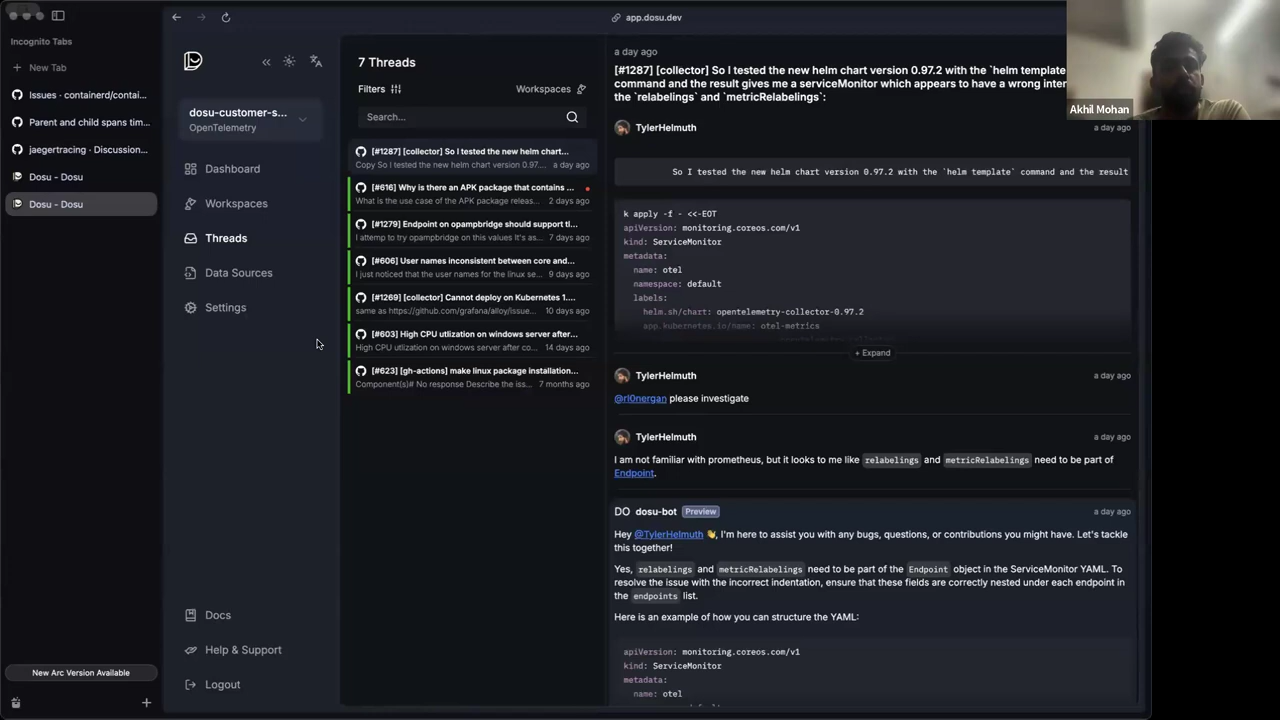 app.dosu.dev
Incognito Tabs
New Tab
Issues · containerd/contai...
Parent and child spans tim...
jaegertracing · Discussion...
Dosu - Dosu
Dosu - Dosu
New Arc Version Available
dosu-customer-s...
OpenTelemetry
Dashboard
Workspaces
Threads
Data Sources
Settings
Docs
Help & Support
Logout
7 Threads
Filters
Workspaces
Search...
[#1287] [collector] So I tested the new helm chart...
Copy So I tested the new helm chart version 0.97.... a day ago
[#616] Why is there an APK package that contains ...
What is the use case of the APK package releas... 2 days ago
[#1279] Endpoint on opampbridge should support tl...
I attemp to try opampbridge on this values It's as... 7 days ago
[#606] User names inconsistent between core and...
I just noticed that the user names for the linux se... 9 days ago
[#1269] [collector] Cannot deploy on Kubernetes 1....
same as https://github.com/grafana/alloy/issue... 10 days ago
[#603] High CPU utlization on windows server after...
High CPU utlization on windows server after co... 14 days ago
[#623] [gh-actions] make linux package installation...
Component(s)# No response Describe the iss... 7 months ago
a day ago
[#1287] [collector] So I tested the new helm chart version 0.97.2 with the `helm template`
command and the result gives me a serviceMonitor which appears to have a wrong inter
the `relabelings` and `metricRelabelings`:
Akhil Mohan
TylerHelmuth a day ago
So I tested the new helm chart version 0.97.2 with the `helm template` command and the result
k apply -f - <<-EOT
apiVersion: monitoring.coreos.com/v1
kind: ServiceMonitor
metadata:
name: otel
namespace: default
labels:
helm.sh/chart: opentelemetry-collector-0.97.2
app.kubernetes.io/name: otel-metrics
+ Expand
TylerHelmuth a day ago
@rl0nergan please investigate
TylerHelmuth a day ago
I am not familiar with prometheus, but it looks to me like relabelings and metricRelabelings need to be part of
Endpoint.
DO dosu-bot Preview a day ago
Hey @TylerHelmuth 👋, I'm here to assist you with any bugs, questions, or contributions you might have. Let's tackle
this together!
Yes, relabelings and metricRelabelings need to be part of the Endpoint object in the ServiceMonitor YAML. To
resolve the issue with the incorrect indentation, ensure that these fields are correctly nested under each endpoint in
the endpoints list.
Here is an example of how you can structure the YAML:
apiVersion: monitoring.coreos.com/v1
kind: ServiceMonitor
metadata:
name: otel